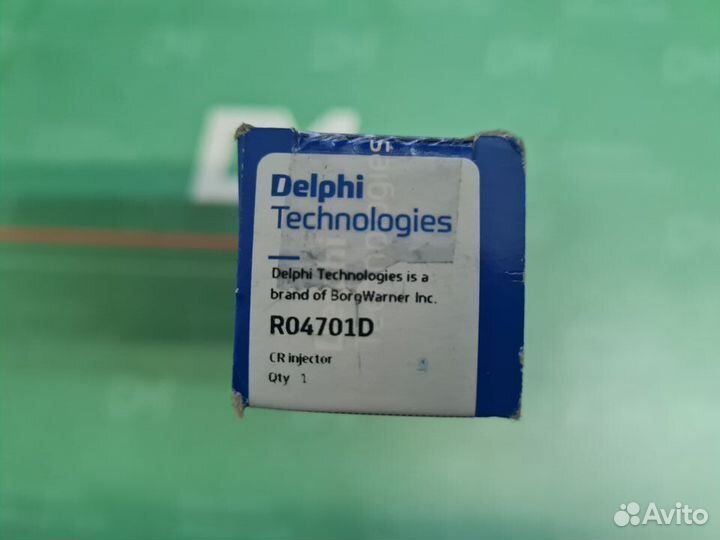 Delphi
Technologies
Delphi Technologies is a
brand of BorgWarner Inc.
R04701D
CR injector
Qty 1
Avito